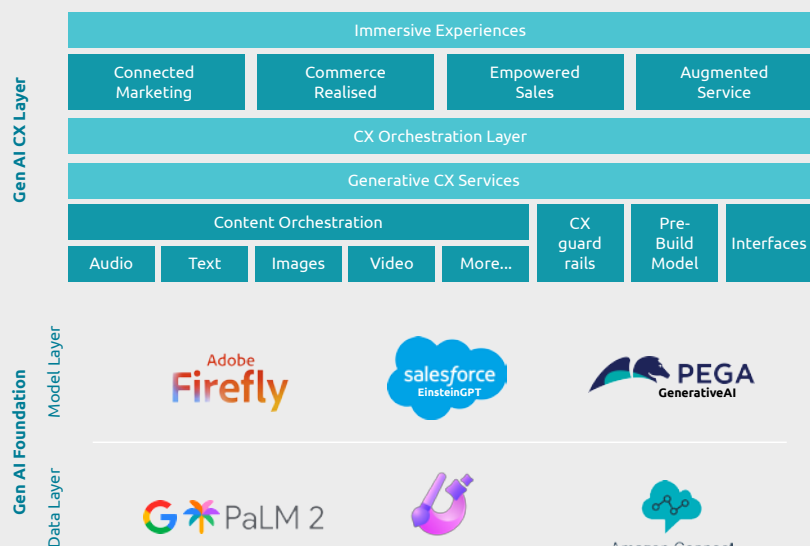 Immersive Experiences
Connected
Marketing
Commerce
Realised
Empowered
Sales
Augmented
Service
CX Orchestration Layer
Generative CX Services
Content Orchestration
Audio
Text
Images
Video
More...
CX
guard
rails
Pre-
Build
Model
Interfaces
Gen AI CX Layer
Gen AI Foundation
Model Layer
Adobe
Firefly
salesforce
EinsteinGPT
PEGA
GenerativeAI
Data Layer
G PaLM 2
Amazon Connect